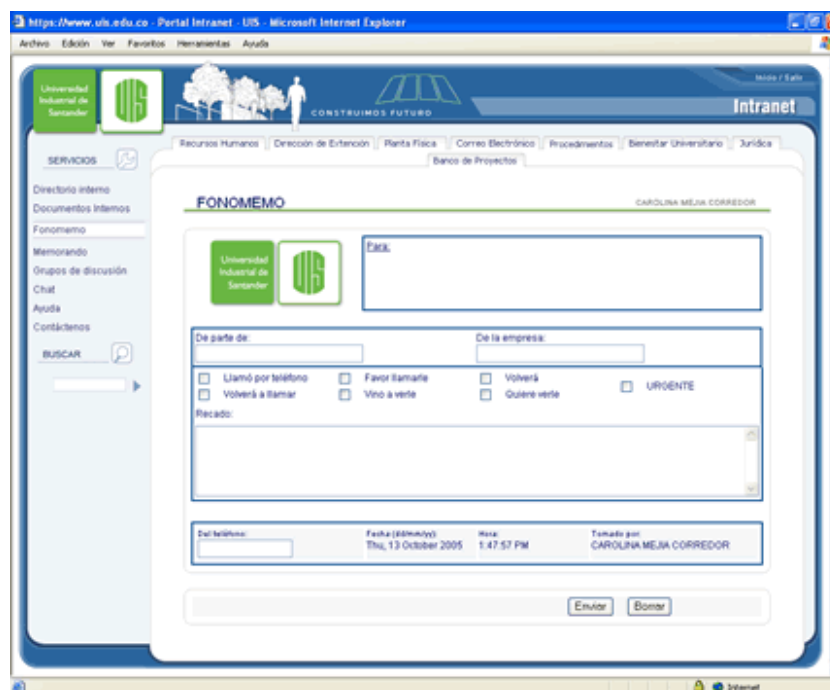 https://www.uis.edu.co - Portal Intranet - UIS - Microsoft Internet Explorer
Archivo Edición Ver Favoritos Herramientas Ayuda
Universidad
Industrial de
Santander
UIS
CONSTRUIMOS FUTURO
Inicio / Salir
Intranet
Recursos Humanos Dirección de Extención Planta Física Correo Electrónico Procedimientos Bienestar Universitario Jurídica
Banco de Proyectos
SERVICIOS
Directorio interno
Documentos Internos
Fonomemo
Memorando
Grupos de discusión
Chat
Ayuda
Contáctenos
BUSCAR
FONOMEMO
CAROLINA MEJIA CORREDOR
Universidad
Industrial de
Santander
UIS
Para:
De parte de: De la empresa:
Llamó por teléfono Favor llamarle Volverá URGENTE
Volverá a llamar Vino a verle Quiere verle
Recado:
Del teléfono: Fecha (dd/mm/yy): Hora: Tomado por:
Thu, 13 October 2005 1:47:57 PM CAROLINA MEJIA CORREDOR
Enviar Borrar
Internet